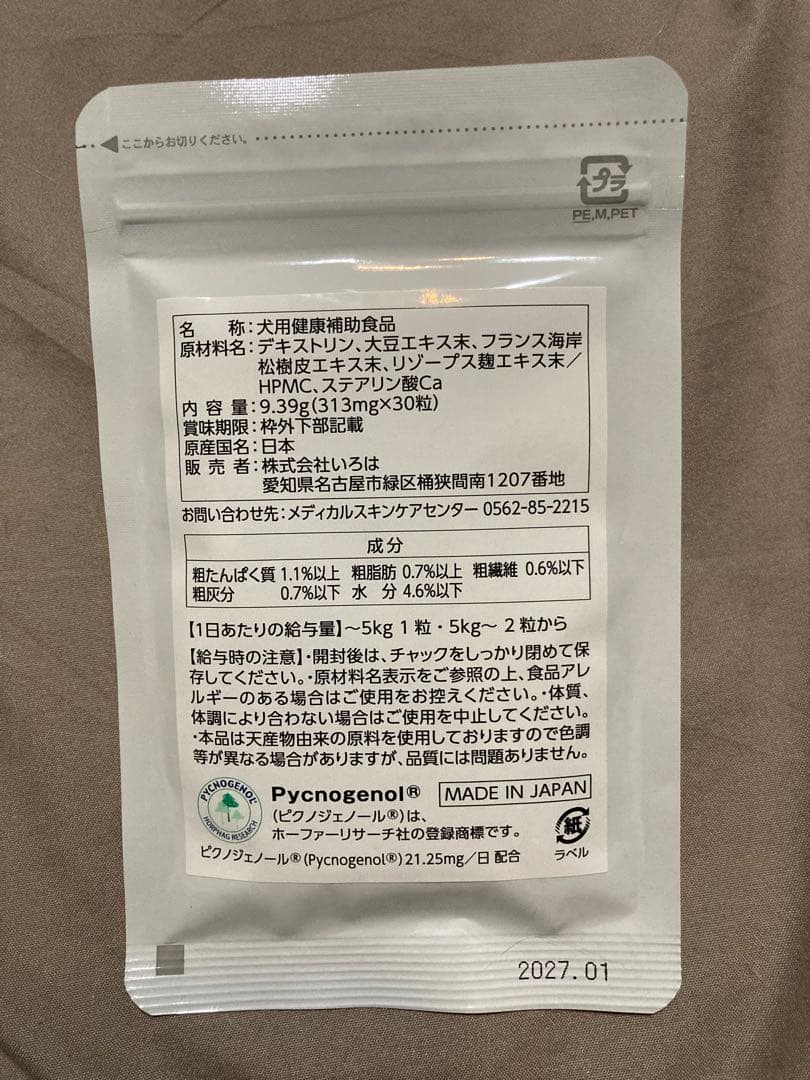 ここからお切りください。
プラ
PE,M,PET
名　　称：犬用健康補助食品
原材料名：デキストリン、大豆エキス末、フランス海岸
松樹皮エキス末、リゾープス麹エキス末／
HPMC、ステアリン酸Ca
内 容 量：9.39g(313mg×30粒)
賞味期限：枠外下部記載
原産国名：日本
販 売 者：株式会社いろは
愛知県名古屋市緑区桶狭間南1207番地
お問い合わせ先：メディカルスキンケアセンター 0562-85-2215
成分
粗たんぱく質 1.1%以上 粗脂肪 0.7%以上 粗繊維 0.6%以下
粗灰分 0.7%以下 水 分 4.6%以下
【1日あたりの給与量】～5kg 1 粒・5kg～ 2 粒から
【給与時の注意】・開封後は、チャックをしっかり閉めて保
存してください。・原材料名表示をご参照の上、食品アレ
ルギーのある場合はご使用をお控えください。・体質、
体調により合わない場合はご使用を中止してください。
・本品は天産物由来の原料を使用しておりますので色調
等が異なる場合がありますが、品質には問題ありません。
PYCNOGENOL®
HORPHAG RESEARCH
Pycnogenol®
MADE IN JAPAN
(ピクノジェノール®)は、
ホーファーリサーチ社の登録商標です。
紙
ラベル
ピクノジェノール®(Pycnogenol®)21.25mg／日 配合
2027.01